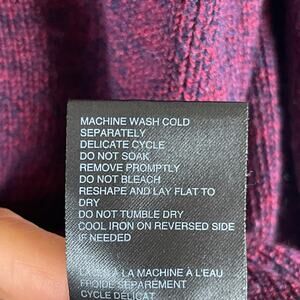 MACHINE WASH COLD
SEPARATELY
DELICATE CYCLE
DO NOT SOAK
REMOVE PROMPTLY
DO NOT BLEACH
RESHAPE AND LAY FLAT TO
DRY
DO NOT TUMBLE DRY
COOL IRON ON REVERSED SIDE
IF NEEDED
À LA MACHINE À L'EAU
FROIDE SÉPARÉMENT
CYCLE DÉLICAT